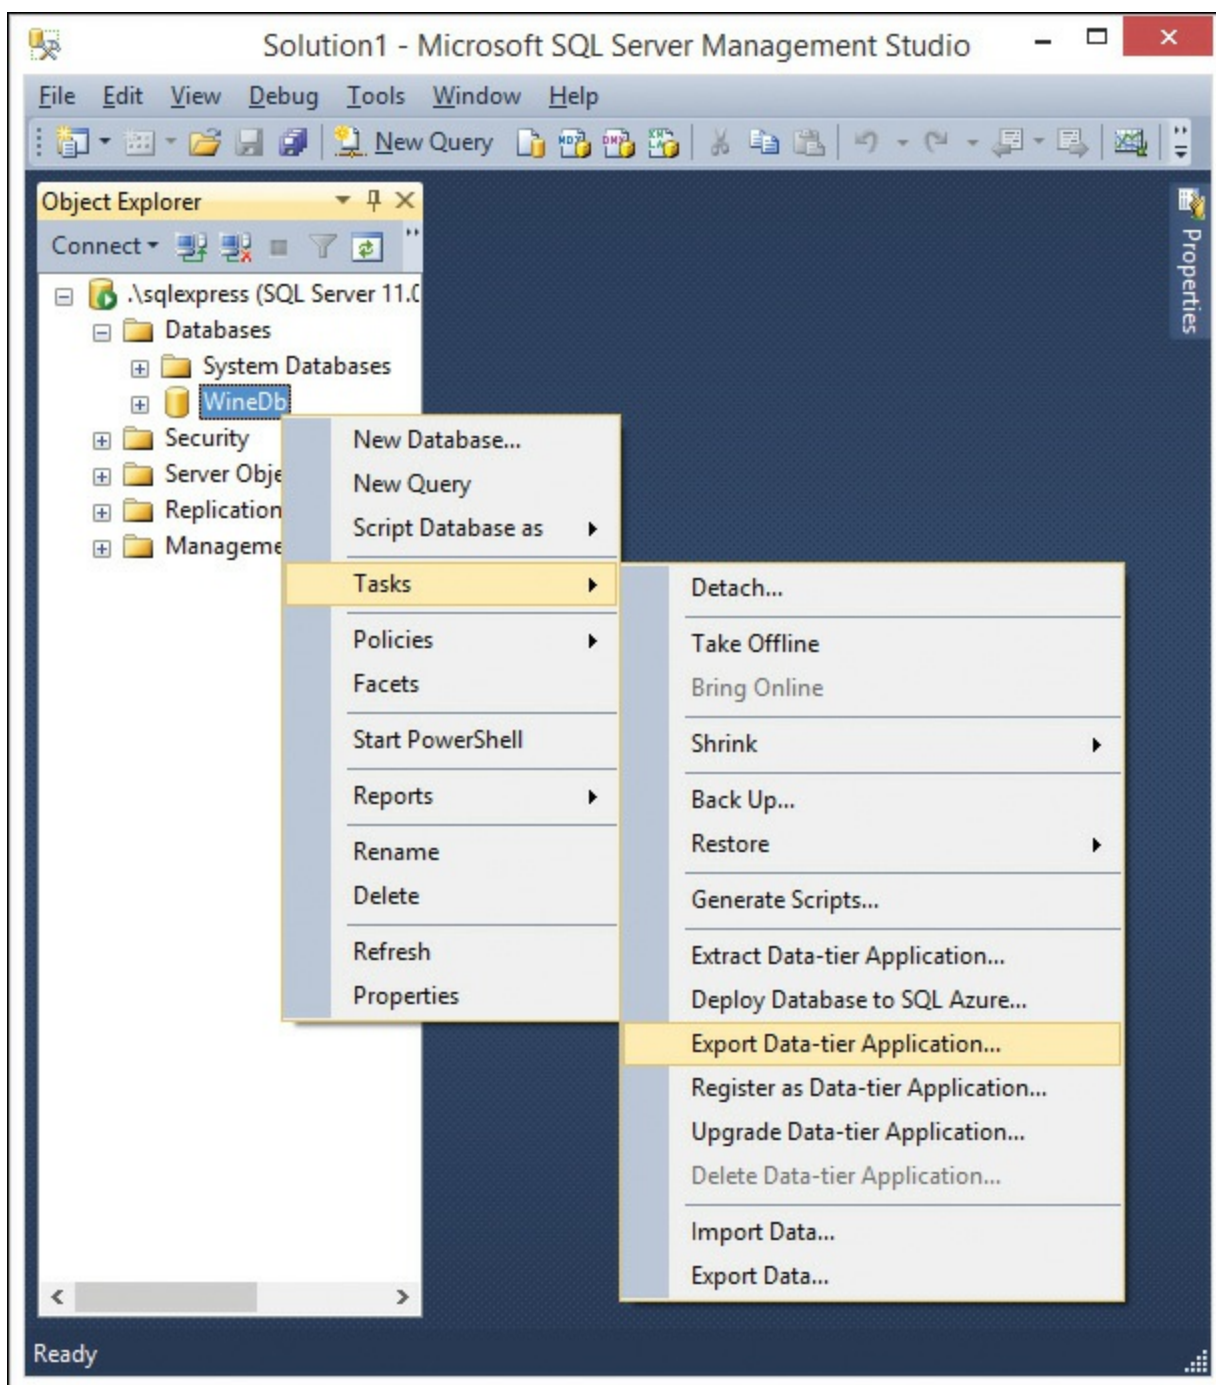 Solution1 - Microsoft SQL Server Management Studio
File Edit View Debug Tools Window Help
New Query
Object Explorer
Connect
.\sqlexpress (SQL Server 11.0
Databases
System Databases
WineDb
Security
Server Obje
Replication
Manageme
New Database...
New Query
Script Database as
Tasks
Policies
Facets
Start PowerShell
Reports
Rename
Delete
Refresh
Properties
Detach...
Take Offline
Bring Online
Shrink
Back Up...
Restore
Generate Scripts...
Extract Data-tier Application...
Deploy Database to SQL Azure...
Export Data-tier Application...
Register as Data-tier Application...
Upgrade Data-tier Application...
Delete Data-tier Application...
Import Data...
Export Data...
Properties
Ready